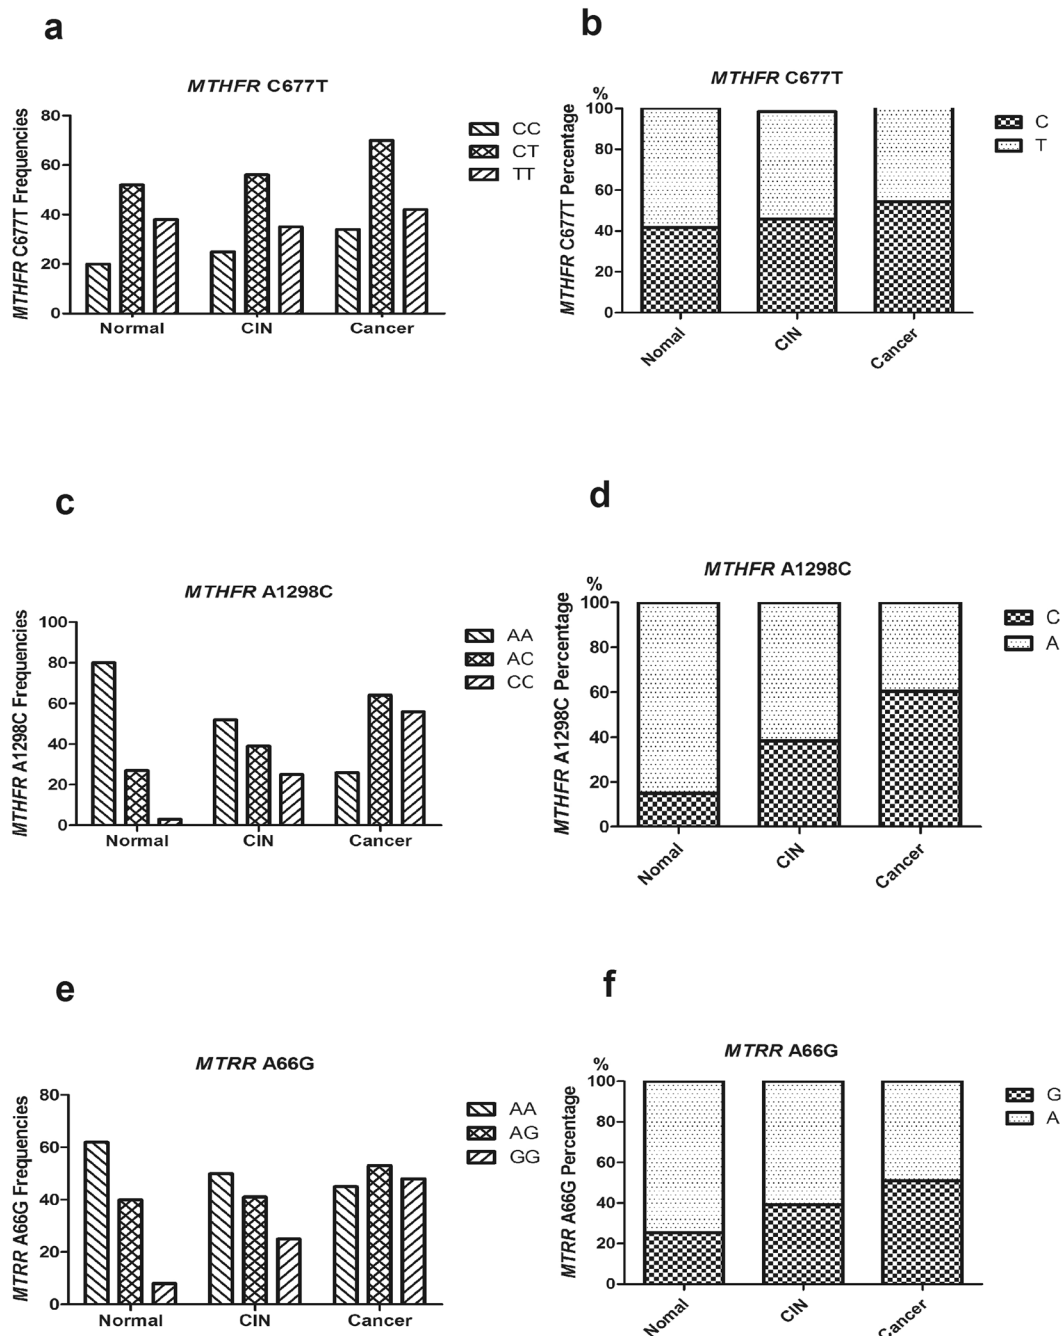 a
MTHFR C677T
MTHFR C677T Frequencies
80
60
40
20
0
Normal
CIN
Cancer
CC
CT
TT
b
MTHFR C677T
%
MTHFR C677T Percentage
100
80
60
40
20
0
Nomal
CIN
Cancer
C
T
c
MTHFR A1298C
MTHFR A1298C Frequencies
100
80
60
40
20
0
Normal
CIN
Cancer
AA
AC
CC
d
MTHFR A1298C
%
MTHFR A1298C Percentage
100
80
60
40
20
0
Nomal
CIN
Cancer
C
A
e
MTRR A66G
MTRR A66G Frequencies
80
60
40
20
0
Normal
CIN
Cancer
AA
AG
GG
f
MTRR A66G
%
MTRR A66G Percentage
100
80
60
40
20
0
Nomal
CIN
Cancer
G
A